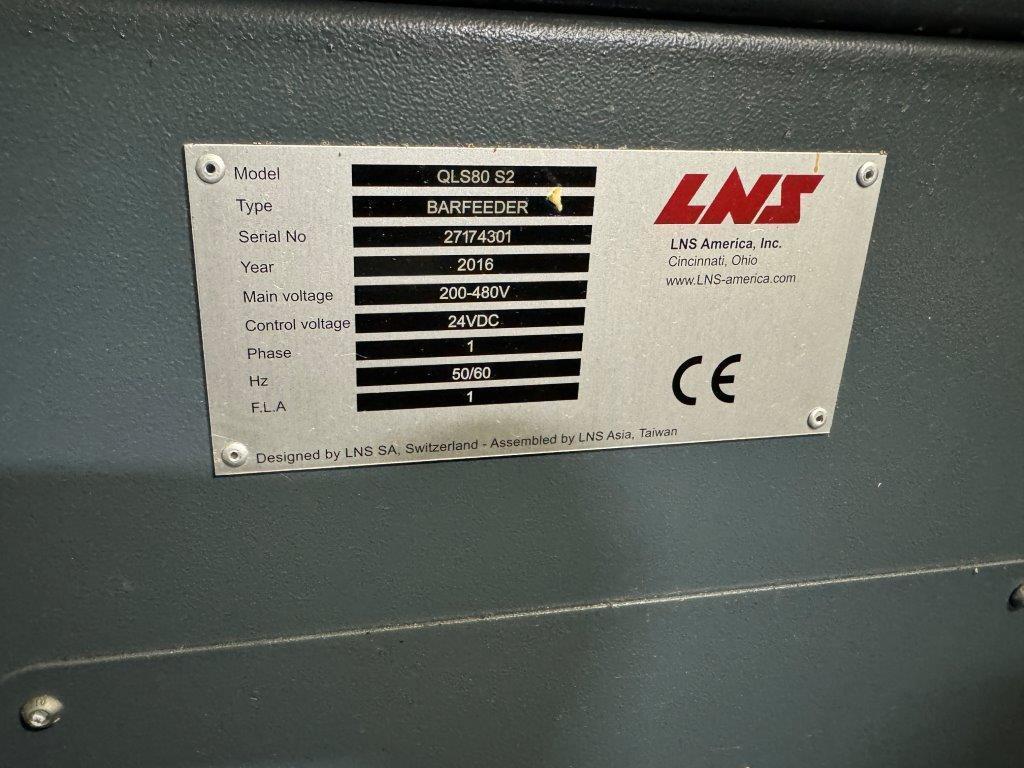 Model QLS80 S2
Type BARFEEDER
Serial No 27174301
Year 2016
Main voltage 200-480V
Control voltage 24VDC
Phase 1
Hz 50/60
F.L.A 1
LNS
LNS America, Inc.
Cincinnati, Ohio
www.LNS-america.com
CE
Designed by LNS SA, Switzerland - Assembled by LNS Asia, Taiwan